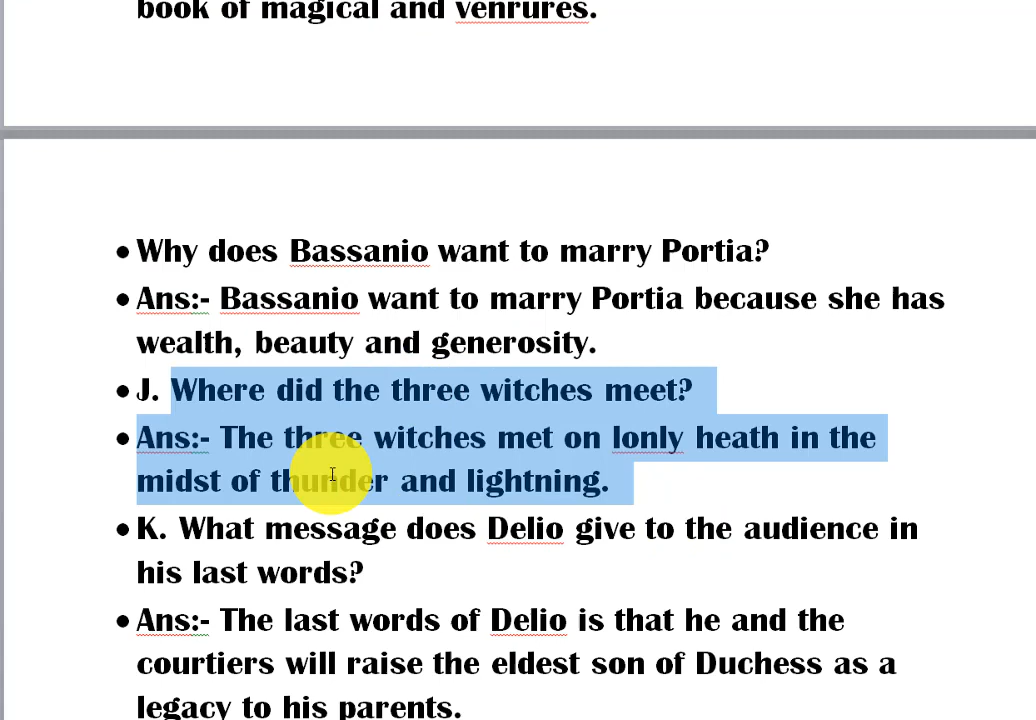 book of magical and venrures.
• Why does Bassanio want to marry Portia?
• Ans:- Bassanio want to marry Portia because she has
wealth, beauty and generosity.
• J. Where did the three witches meet?
• Ans:- The three witches met on lonly heath in the
midst of thunder and lightning.
• K. What message does Delio give to the audience in
his last words?
• Ans:- The last words of Delio is that he and the
courtiers will raise the eldest son of Duchess as a
legacy to his parents.